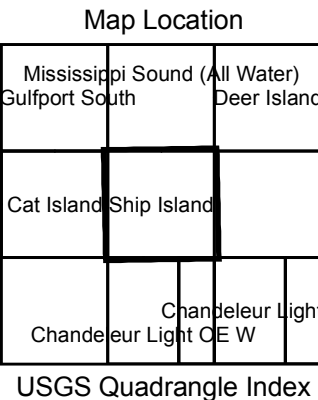 Map Location
Mississippi Sound (All Water)
Gulfport South
Deer Island
Cat Island
Ship Island
Chandeleur Light
Chandeleur Light OE W
USGS Quadrangle Index